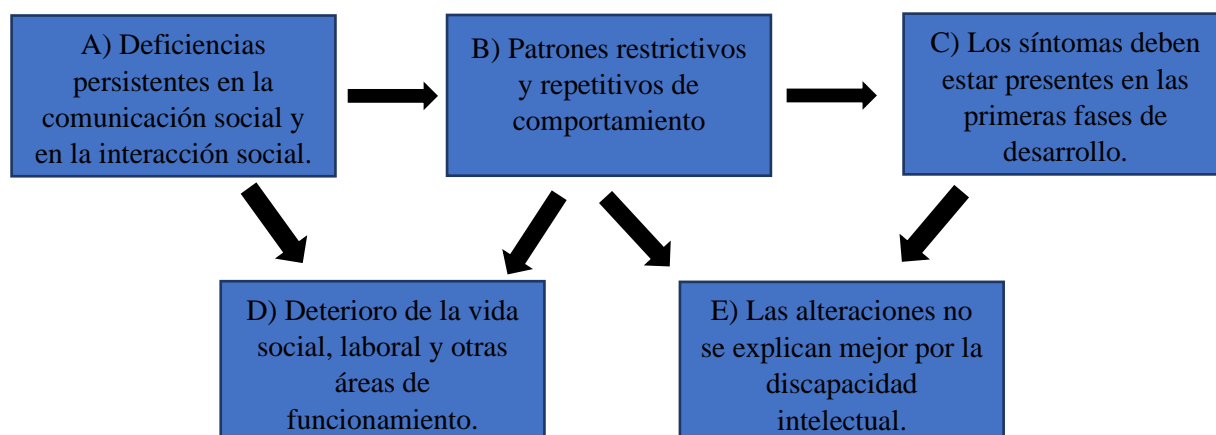 A) Deficiencias
persistentes en la
comunicación social y
en la interacción social.
B) Patrones restrictivos
y repetitivos de
comportamiento
C) Los síntomas deben
estar presentes en las
primeras fases de
desarrollo.
D) Deterioro de la vida
social, laboral y otras
áreas de
funcionamiento.
E) Las alteraciones no
se explican mejor por la
discapacidad
intelectual.